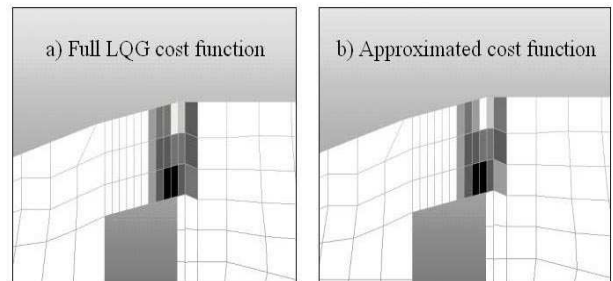 a) Full LQG cost function
b) Approximated cost function